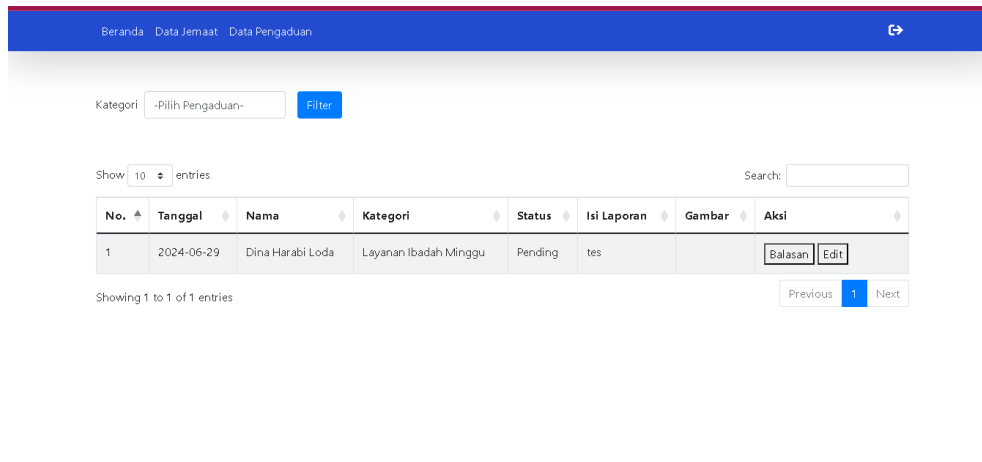 Beranda Data Jemaat Data Pengaduan
Kategori -Pilih Pengaduan- Filter
Show 10 entries Search:
No. Tanggal Nama Kategori Status Isi Laporan Gambar Aksi
1 2024-06-29 Dina Harabi Loda Layanan Ibadah Minggu Pending tes Balasan Edit
Showing 1 to 1 of 1 entries Previous 1 Next